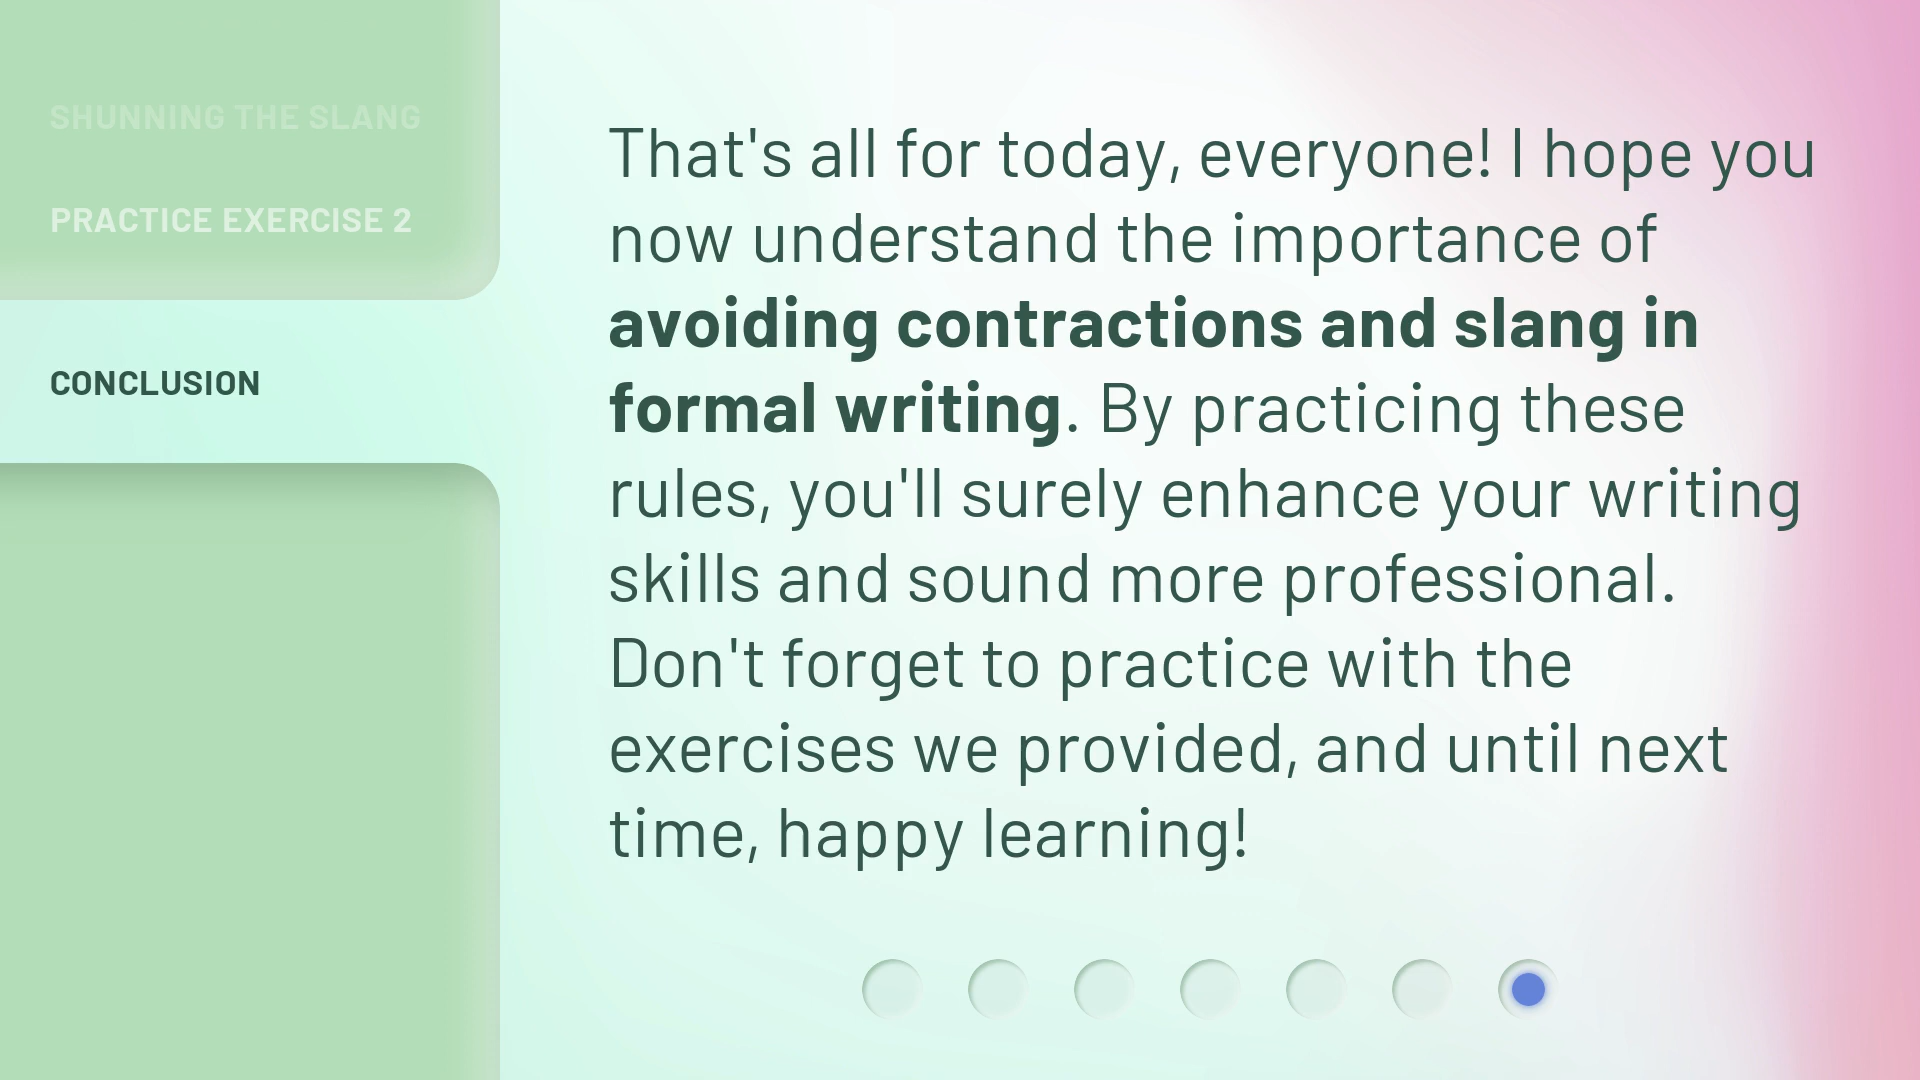 SHUNNING THE SLANG
PRACTICE EXERCISE 2
CONCLUSION
That's all for today, everyone! I hope you
now understand the importance of
avoiding contractions and slang in
formal writing. By practicing these
rules, you'll surely enhance your writing
skills and sound more professional.
Don't forget to practice with the
exercises we provided, and until next
time, happy learning!